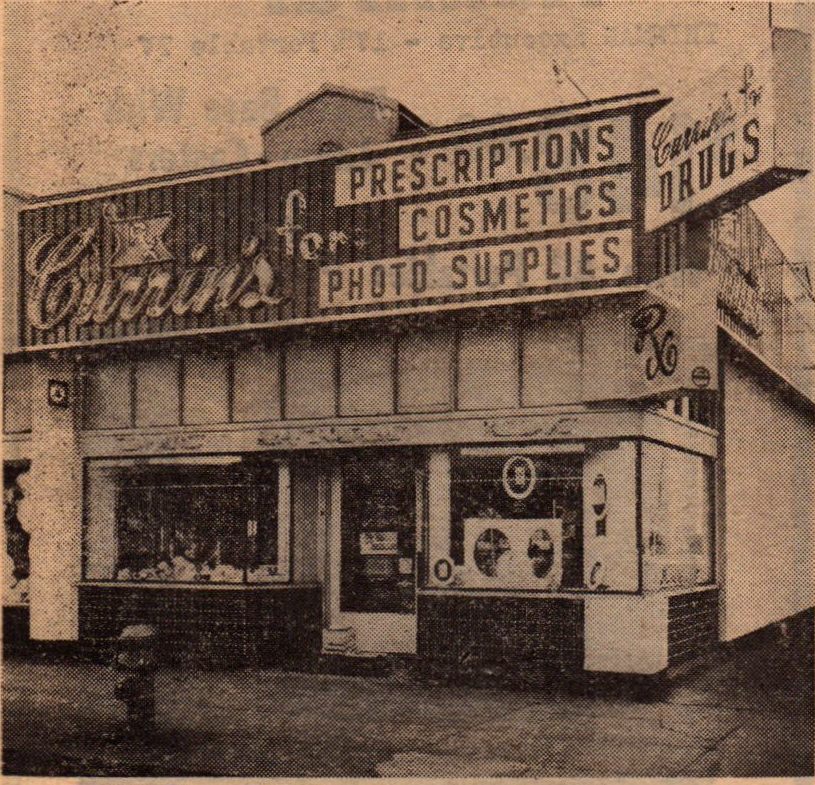 Currin's for:
PRESCRIPTIONS
COSMETICS
PHOTO SUPPLIES
Currin's for
DRUGS
Rx